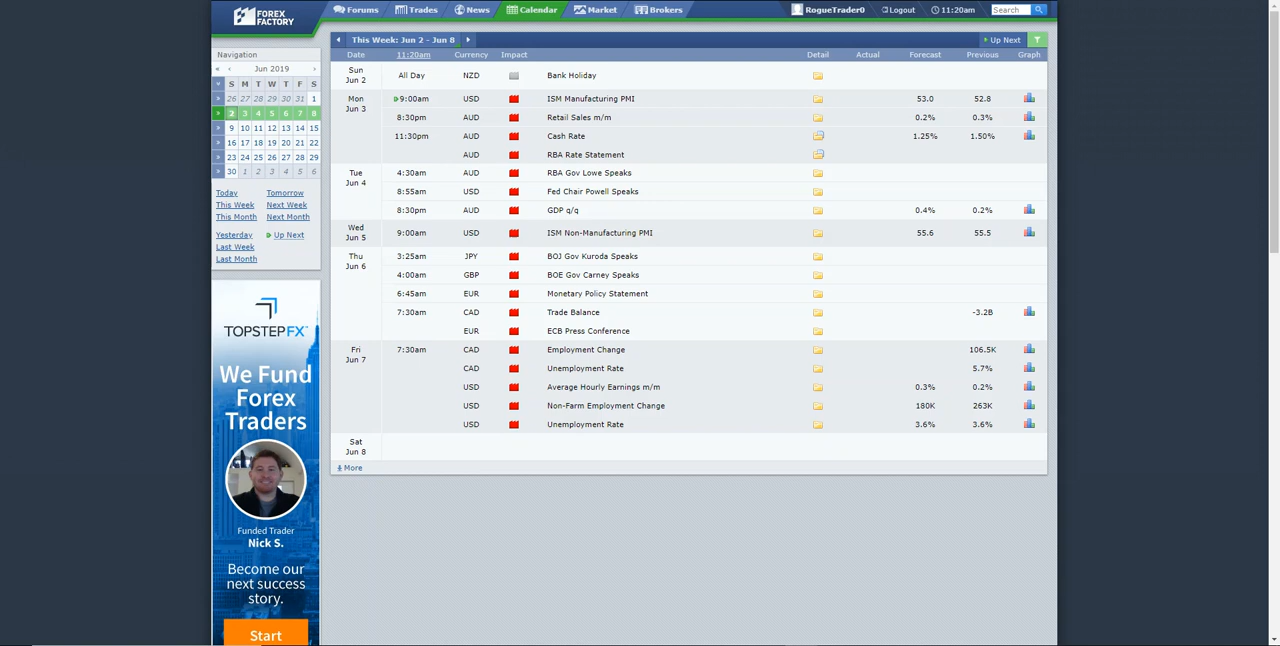 FOREX FACTORY
Forums Trades News Calendar Market Brokers RogueTrader0 Logout 11:20am Search
Navigation
« ‹ Jun 2019 ›
S M T W T F S
26 27 28 29 30 31 1
2 3 4 5 6 7 8
9 10 11 12 13 14 15
16 17 18 19 20 21 22
23 24 25 26 27 28 29
30 1 2 3 4 5 6
Today Tomorrow
This Week Next Week
This Month Next Month
Yesterday Up Next
Last Week
Last Month
TOPSTEPFX
We Fund
Forex
Traders
Funded Trader
Nick S.
Become our
next success
story.
Start
This Week: Jun 2 - Jun 8 Up Next
Date 11:20am Currency Impact Detail Actual Forecast Previous Graph
Sun Jun 2 All Day NZD Bank Holiday
Mon Jun 3 9:00am USD ISM Manufacturing PMI 53.0 52.8
8:30pm AUD Retail Sales m/m 0.2% 0.3%
11:30pm AUD Cash Rate 1.25% 1.50%
AUD RBA Rate Statement
Tue Jun 4 4:30am AUD RBA Gov Lowe Speaks
8:55am USD Fed Chair Powell Speaks
8:30pm AUD GDP q/q 0.4% 0.2%
Wed Jun 5 9:00am USD ISM Non-Manufacturing PMI 55.6 55.5
Thu Jun 6 3:25am JPY BOJ Gov Kuroda Speaks
4:00am GBP BOE Gov Carney Speaks
6:45am EUR Monetary Policy Statement
7:30am CAD Trade Balance -3.2B
EUR ECB Press Conference
Fri Jun 7 7:30am CAD Employment Change 106.5K
CAD Unemployment Rate 5.7%
USD Average Hourly Earnings m/m 0.3% 0.2%
USD Non-Farm Employment Change 180K 263K
USD Unemployment Rate 3.6% 3.6%
Sat Jun 8
More